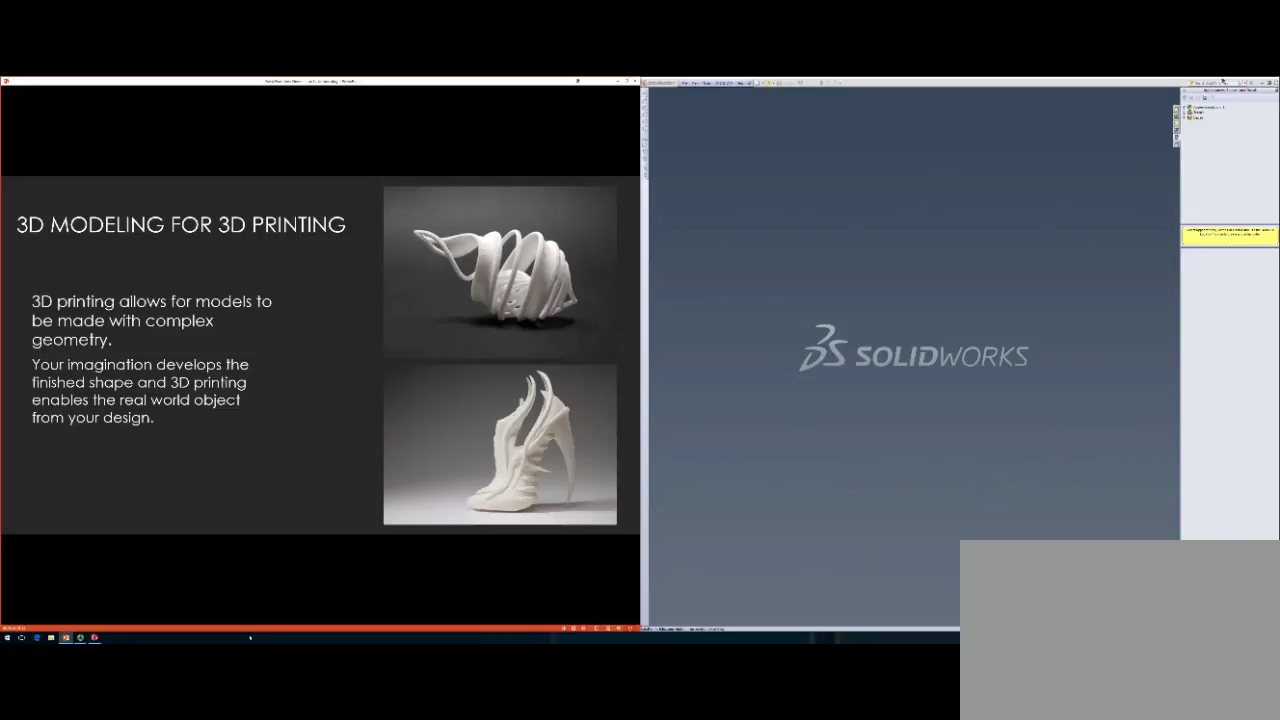 3D MODELING FOR 3D PRINTING
3D printing allows for models to
be made with complex
geometry.
Your imagination develops the
finished shape and 3D printing
enables the real world object
from your design.
SOLIDWORKS